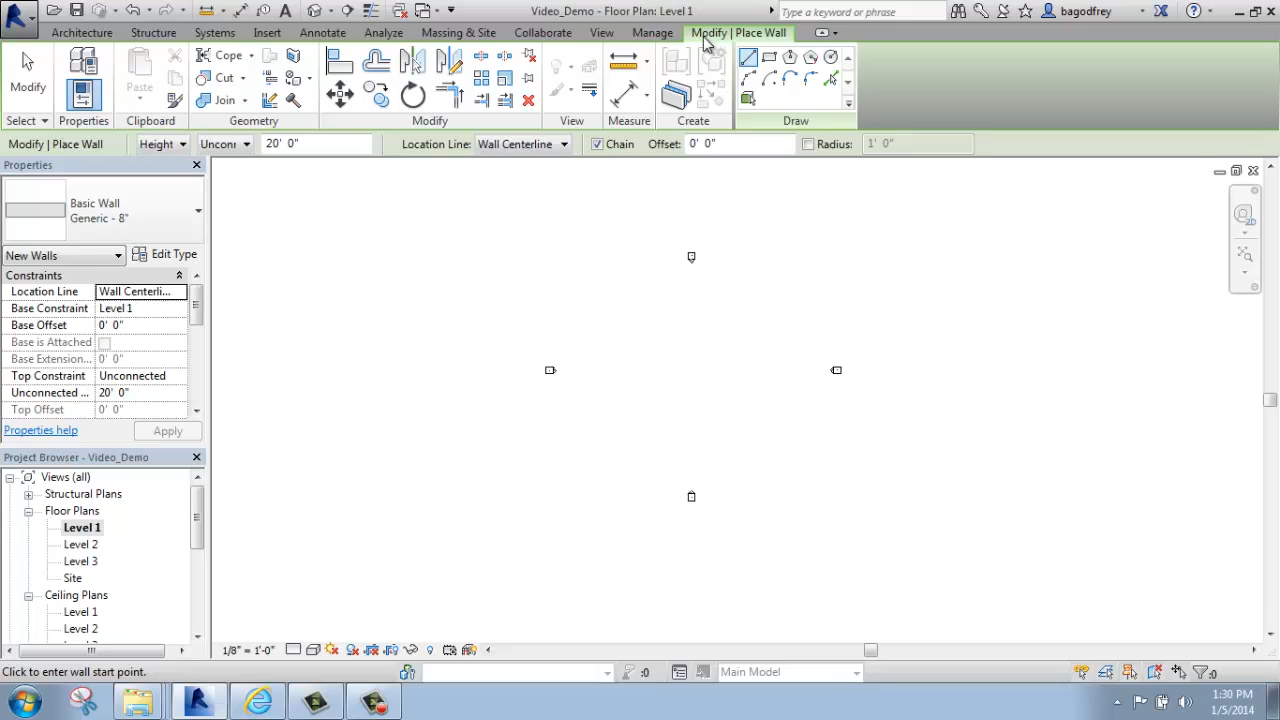 Video_Demo - Floor Plan: Level 1
Type a keyword or phrase
bagodfrey
Architecture Structure Systems Insert Annotate Analyze Massing & Site Collaborate View Manage Modify | Place Wall
Modify
Paste
Cope
Cut
Join
Select Properties Clipboard Geometry Modify View Measure Create Draw
Modify | Place Wall Height Unconr 20' 0" Location Line: Wall Centerline Chain Offset: 0' 0" Radius: 1' 0"
Properties
Basic Wall
Generic - 8"
New Walls Edit Type
Constraints
Location Line Wall Centerli...
Base Constraint Level 1
Base Offset 0' 0"
Base is Attached
Base Extension... 0' 0"
Top Constraint Unconnected
Unconnected ... 20' 0"
Top Offset 0' 0"
Properties help Apply
Project Browser - Video_Demo
Views (all)
Structural Plans
Floor Plans
Level 1
Level 2
Level 3
Site
Ceiling Plans
Level 1
Level 2
2D
1/8" = 1'-0"
Click to enter wall start point.
:0
Main Model
:0
1:30 PM
1/5/2014